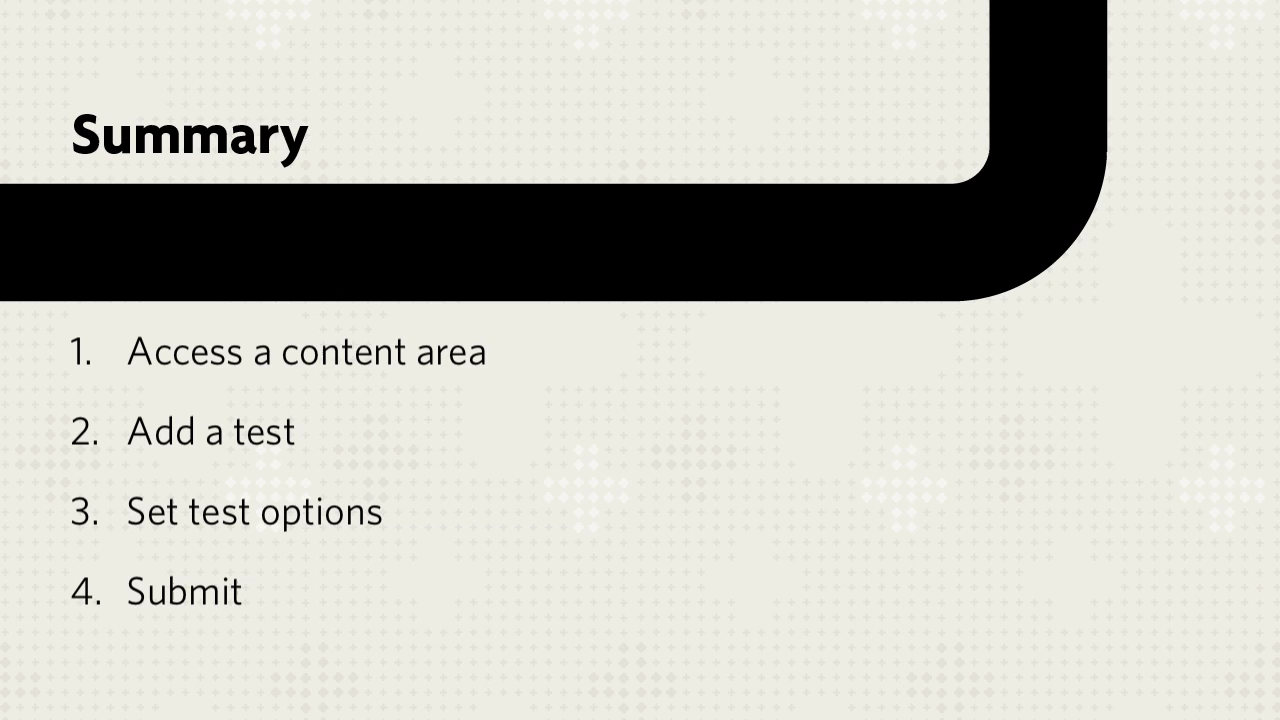 Summary
1. Access a content area
2. Add a test
3. Set test options
4. Submit